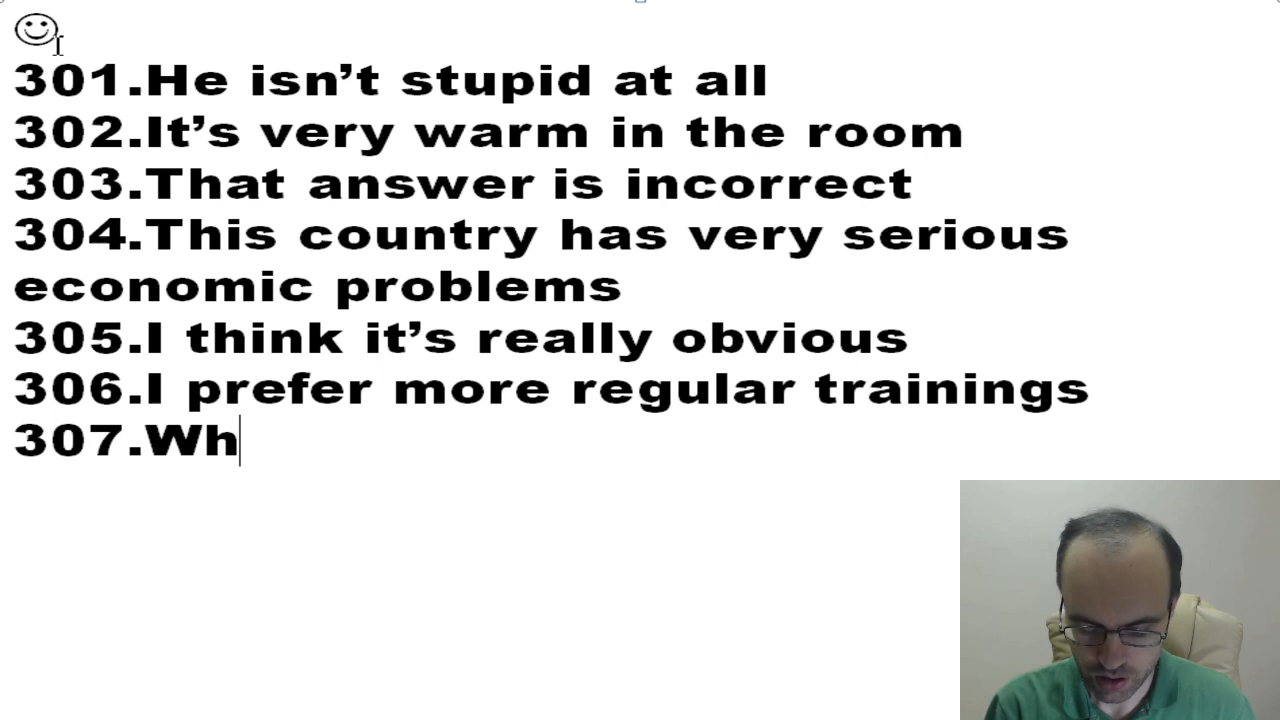 301.He isn’t stupid at all
302.It’s very warm in the room
303.That answer is incorrect
304.This country has very serious
economic problems
305.I think it’s really obvious
306.I prefer more regular trainings
307.Wh